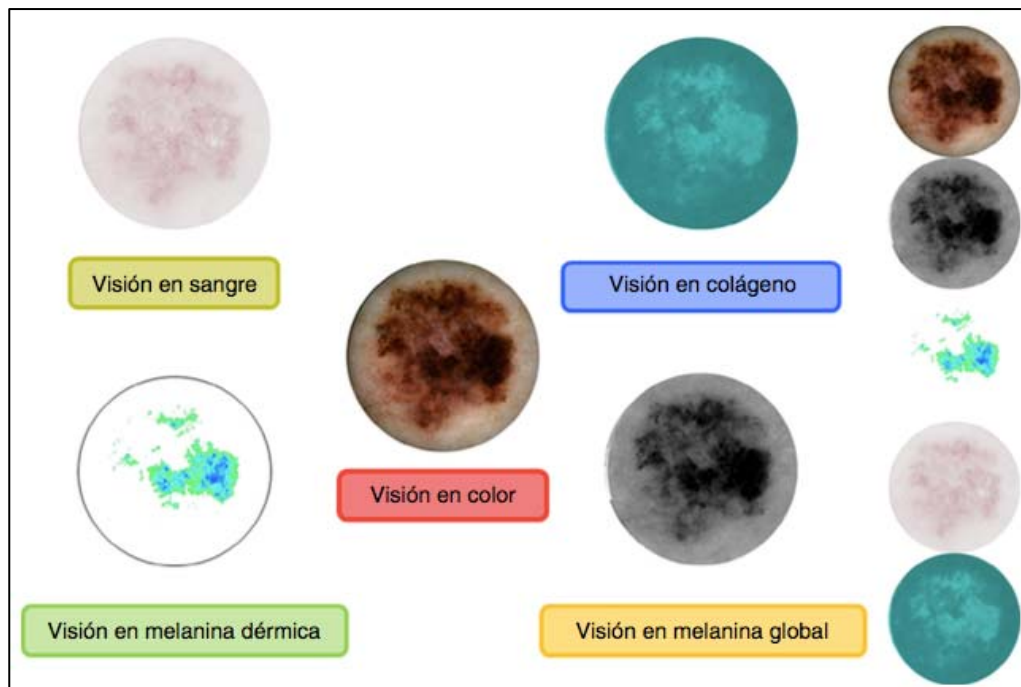 Visión en sangre
Visión en colágeno
Visión en color
Visión en melanina dérmica
Visión en melanina global